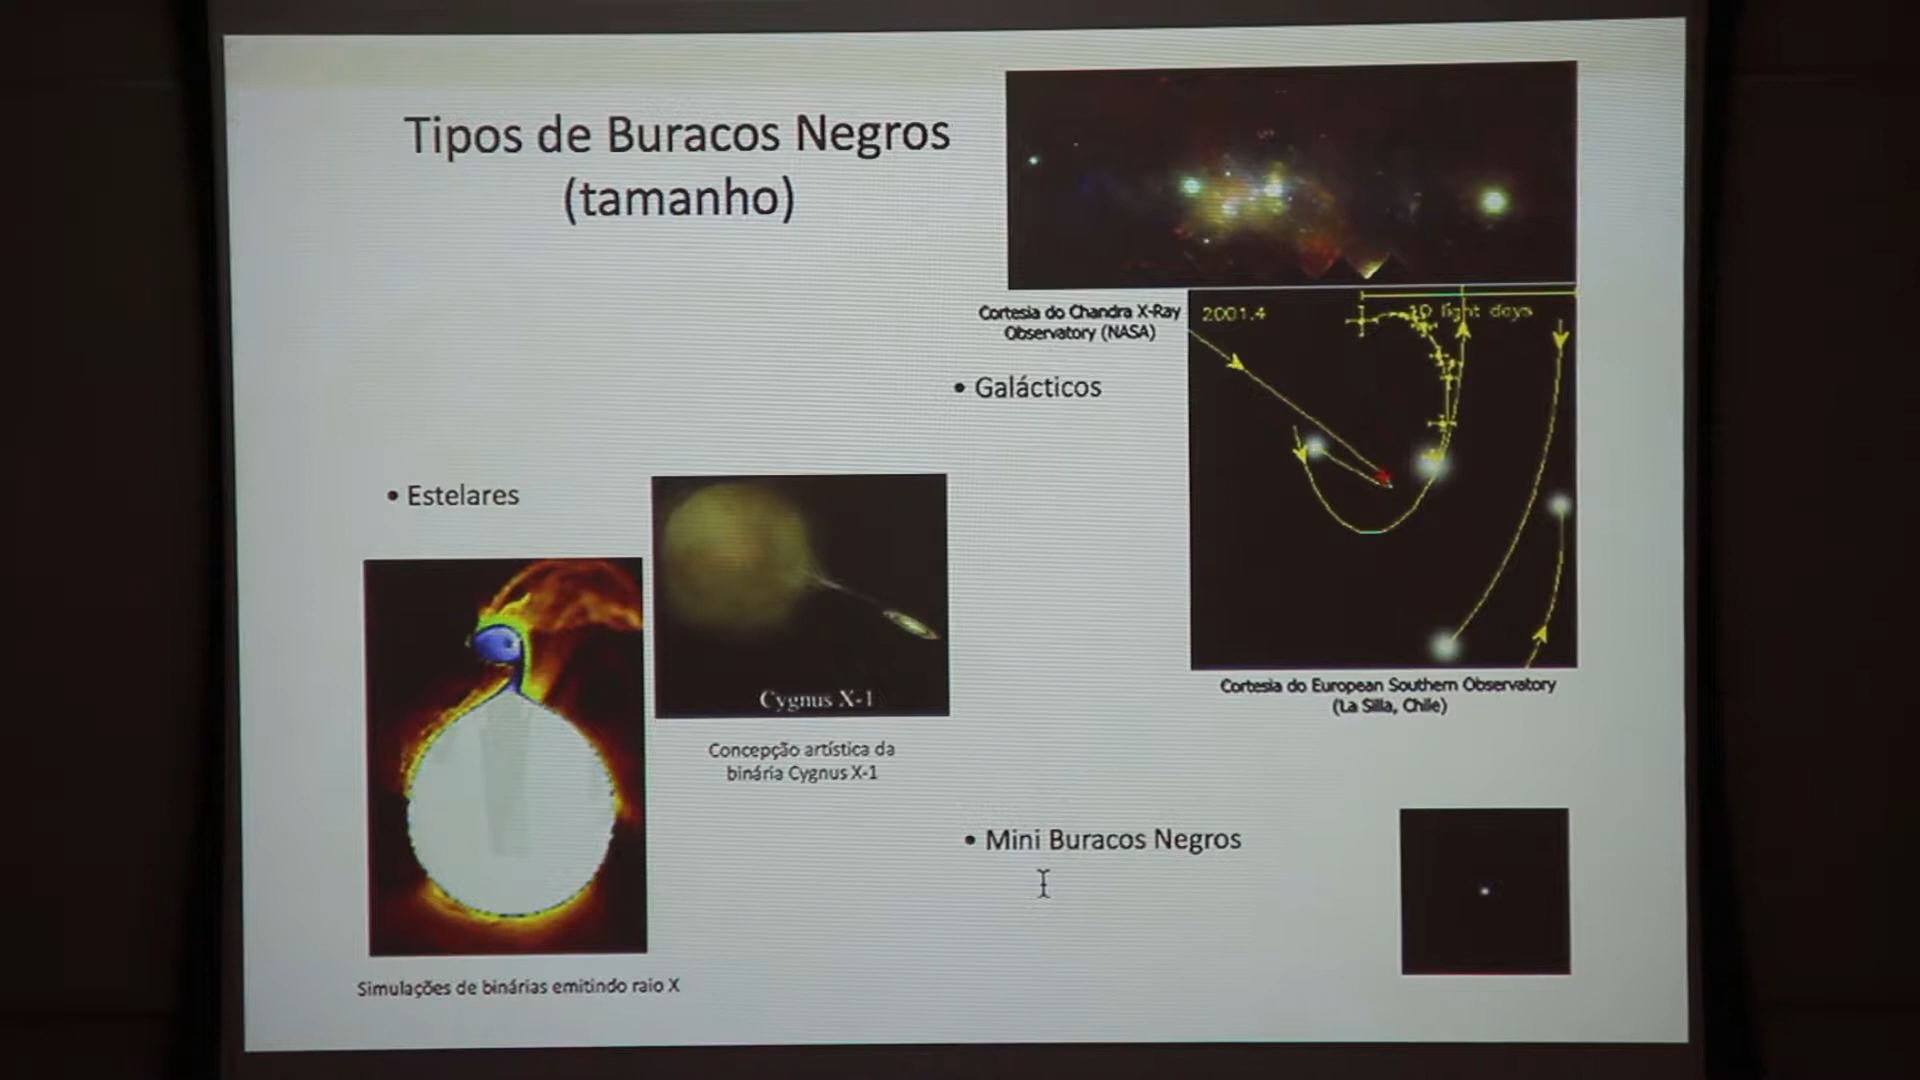 Tipos de Buracos Negros
(tamanho)
Cortesia do Chandra X-Ray
Observatory (NASA)
2001.4
10 light days
• Galácticos
• Estelares
Cygnus X-1
Concepção artística da
binária Cygnus X-1
Cortesia do European Southern Observatory
(La Silla, Chile)
• Mini Buracos Negros
Simulações de binárias emitindo raio X